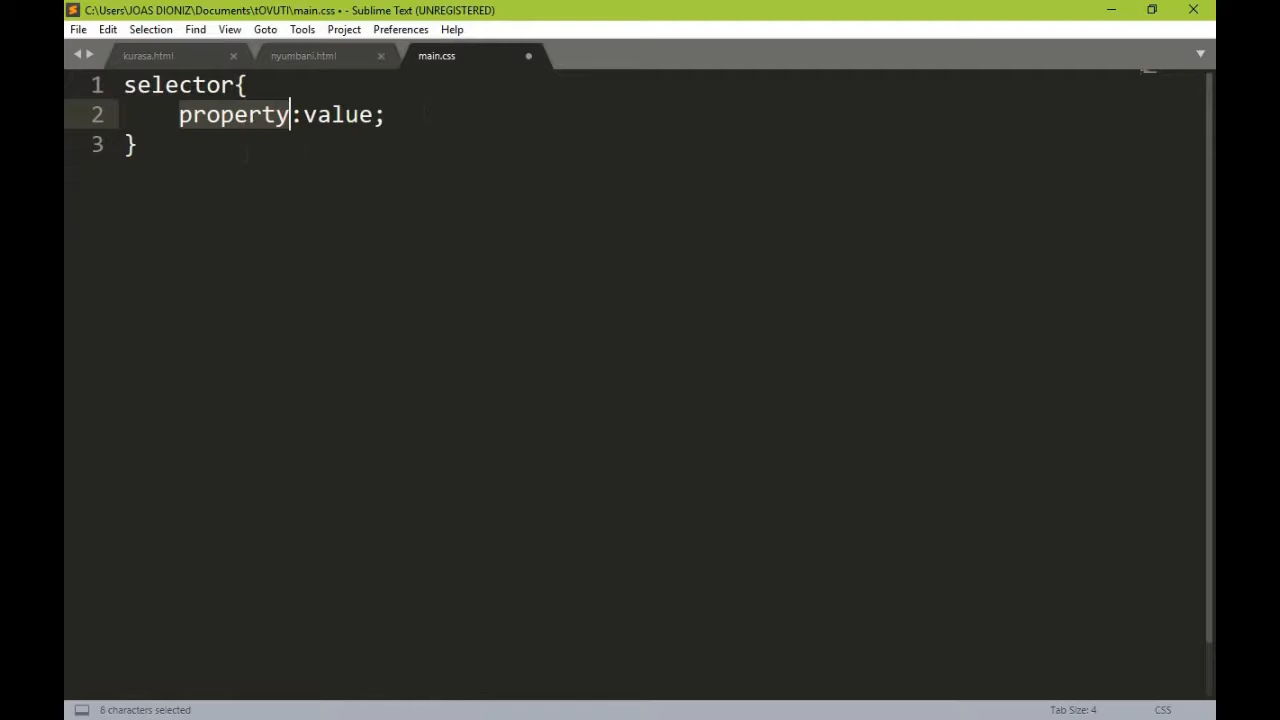 C:\Users\JOAS DIONIZ\Documents\tOVUTI\main.css • - Sublime Text (UNREGISTERED)
File Edit Selection Find View Goto Tools Project Preferences Help
kurasa.html nyumbani.html main.css
1 selector{
2 property:value;
3 }
8 characters selected Tab Size: 4 CSS